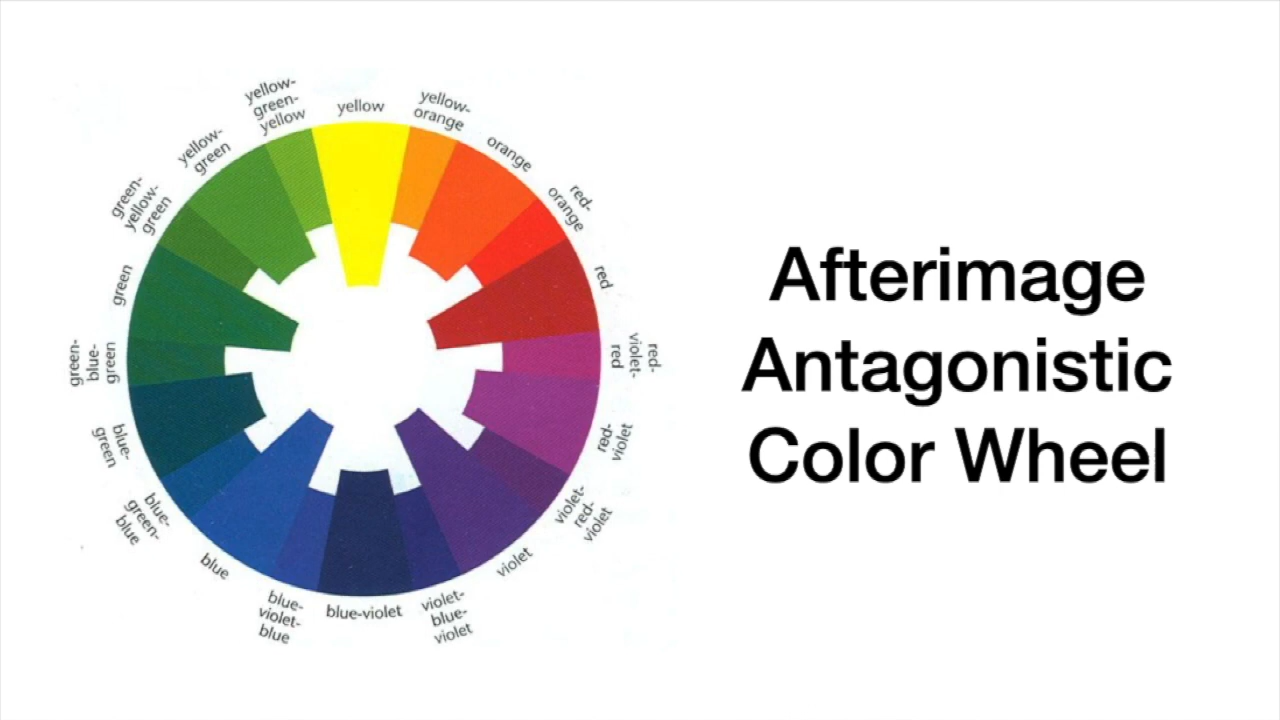 yellow
yellow-
orange
orange
red-
orange
red
red-
violet-
red
red-
violet
violet-
red-
violet
violet
violet-
blue-
violet
blue-violet
blue-
violet-
blue
blue
blue-
green-
blue
blue-
green
green-
blue-
green
green
green-
yellow-
green
yellow-
green
yellow-
green-
yellow
Afterimage
Antagonistic
Color Wheel